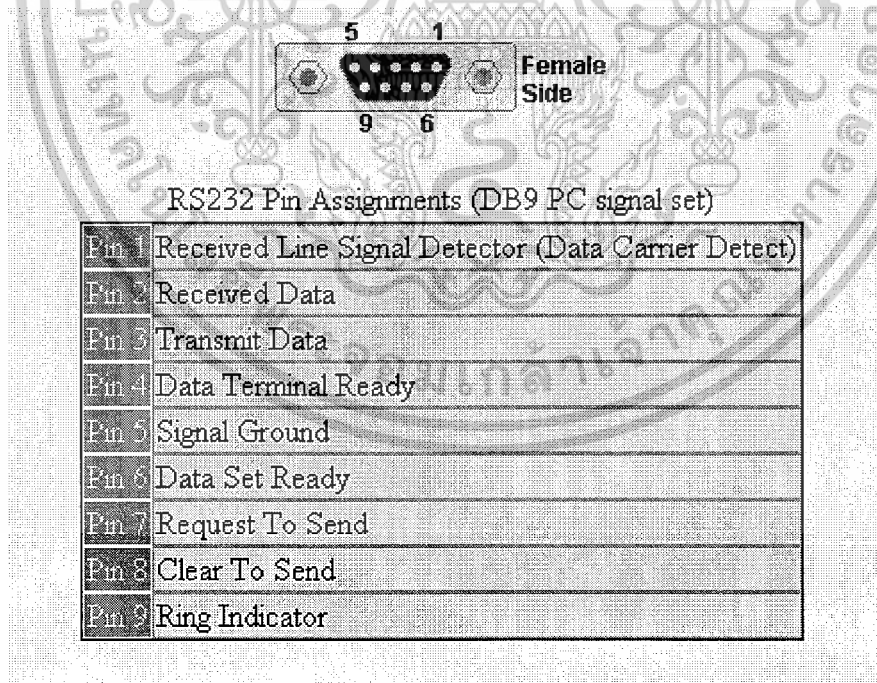 5 1
Female
Side
9 6
RS232 Pin Assignments (DB9 PC signal set)
Pin 1 Received Line Signal Detector (Data Carrier Detect)
Pin 2 Received Data
Pin 3 Transmit Data
Pin 4 Data Terminal Ready
Pin 5 Signal Ground
Pin 6 Data Set Ready
Pin 7 Request To Send
Pin 8 Clear To Send
Pin 9 Ring Indicator